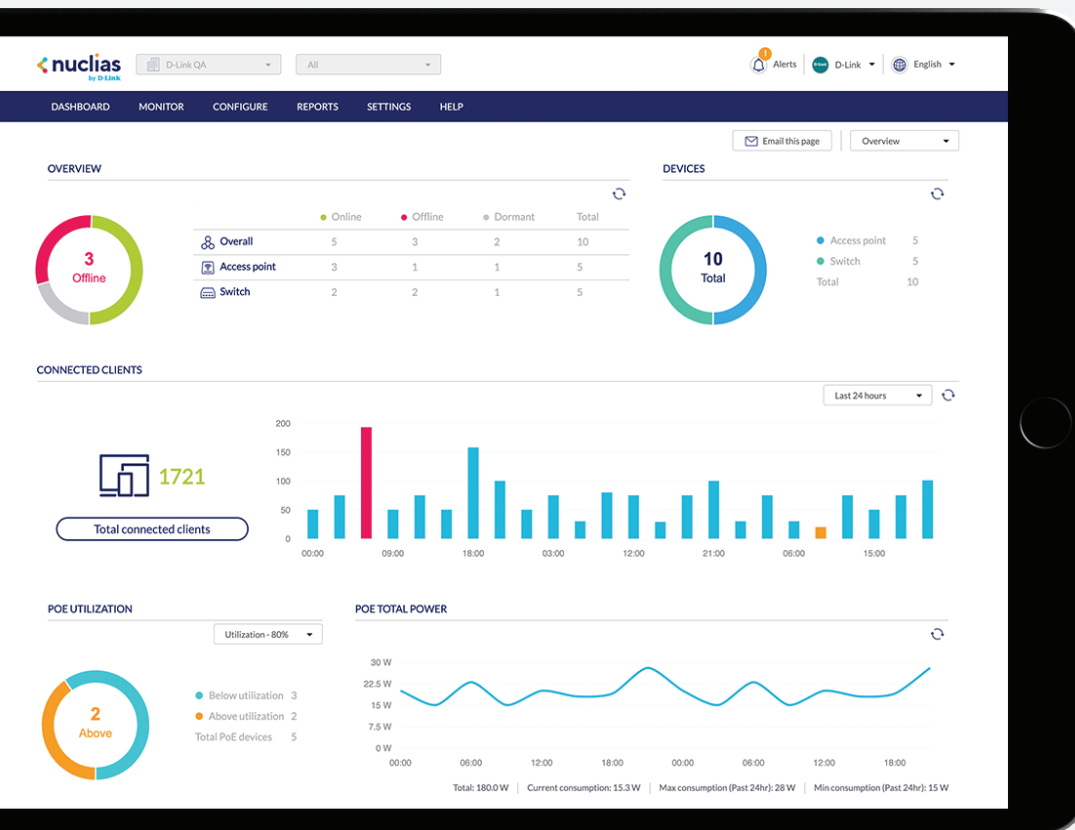 nuclias
by D-Link
D-Link QA
All
!
Alerts
D-Link
D-Link
English
DASHBOARD MONITOR CONFIGURE REPORTS SETTINGS HELP
Email this page
Overview
OVERVIEW
3
Offline
Online Offline Dormant Total
Overall 5 3 2 10
Access point 3 1 1 5
Switch 2 2 1 5
DEVICES
10
Total
Access point 5
Switch 5
Total 10
CONNECTED CLIENTS
Last 24 hours
1721
Total connected clients
200
150
100
50
0
00:00 09:00 18:00 03:00 12:00 21:00 06:00 15:00
POE UTILIZATION
Utilization - 80%
2
Above
Below utilization 3
Above utilization 2
Total PoE devices 5
POE TOTAL POWER
30 W
22.5 W
15 W
7.5 W
0 W
00:00 06:00 12:00 18:00 00:00 06:00 12:00 18:00
Total: 180.0 W Current consumption: 15.3 W Max consumption (Past 24hr): 28 W Min consumption (Past 24hr): 15 W